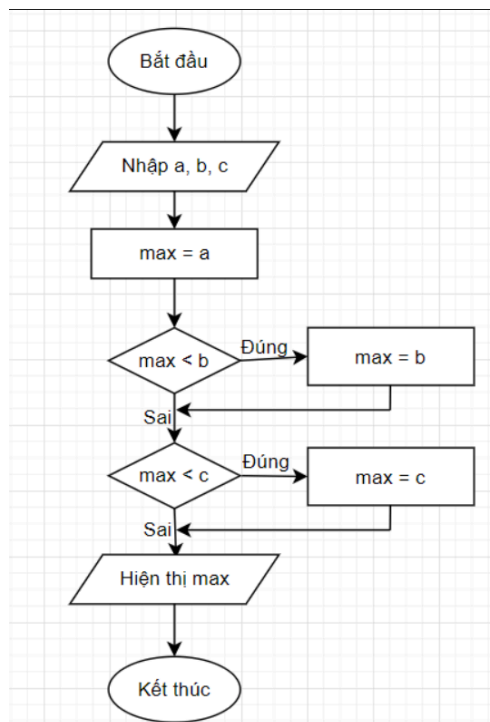 Bắt đầu
Nhập a, b, c
max = a
max < b
Đúng
max = b
Sai
max < c
Đúng
max = c
Sai
Hiện thị max
Kết thúc